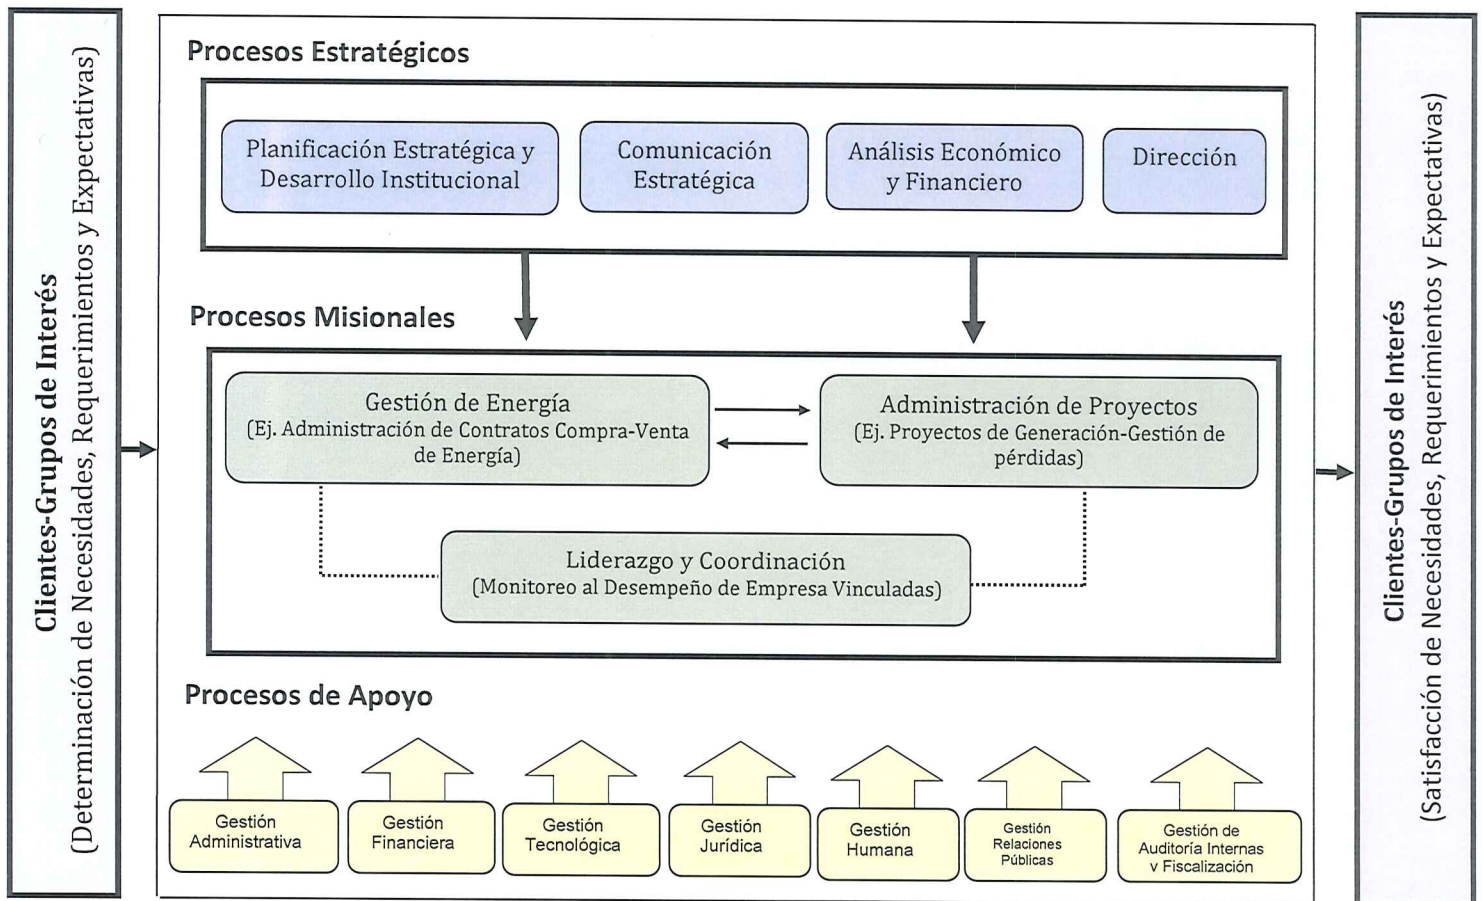 Clientes-Grupos de Interés
(Determinación de Necesidades, Requerimientos y Expectativas)
Procesos Estratégicos
Planificación Estratégica y
Desarrollo Institucional
Comunicación
Estratégica
Análisis Económico
y Financiero
Dirección
Procesos Misionales
Gestión de Energía
(Ej. Administración de Contratos Compra-Venta
de Energía)
Administración de Proyectos
(Ej. Proyectos de Generación-Gestión de
pérdidas)
Liderazgo y Coordinación
(Monitoreo al Desempeño de Empresa Vinculadas)
Procesos de Apoyo
Gestión
Administrativa
Gestión
Financiera
Gestión
Tecnológica
Gestión
Jurídica
Gestión
Humana
Gestión
Relaciones
Públicas
Gestión de
Auditoría Internas
y Fiscalización
Clientes-Grupos de Interés
(Satisfacción de Necesidades, Requerimientos y Expectativas)